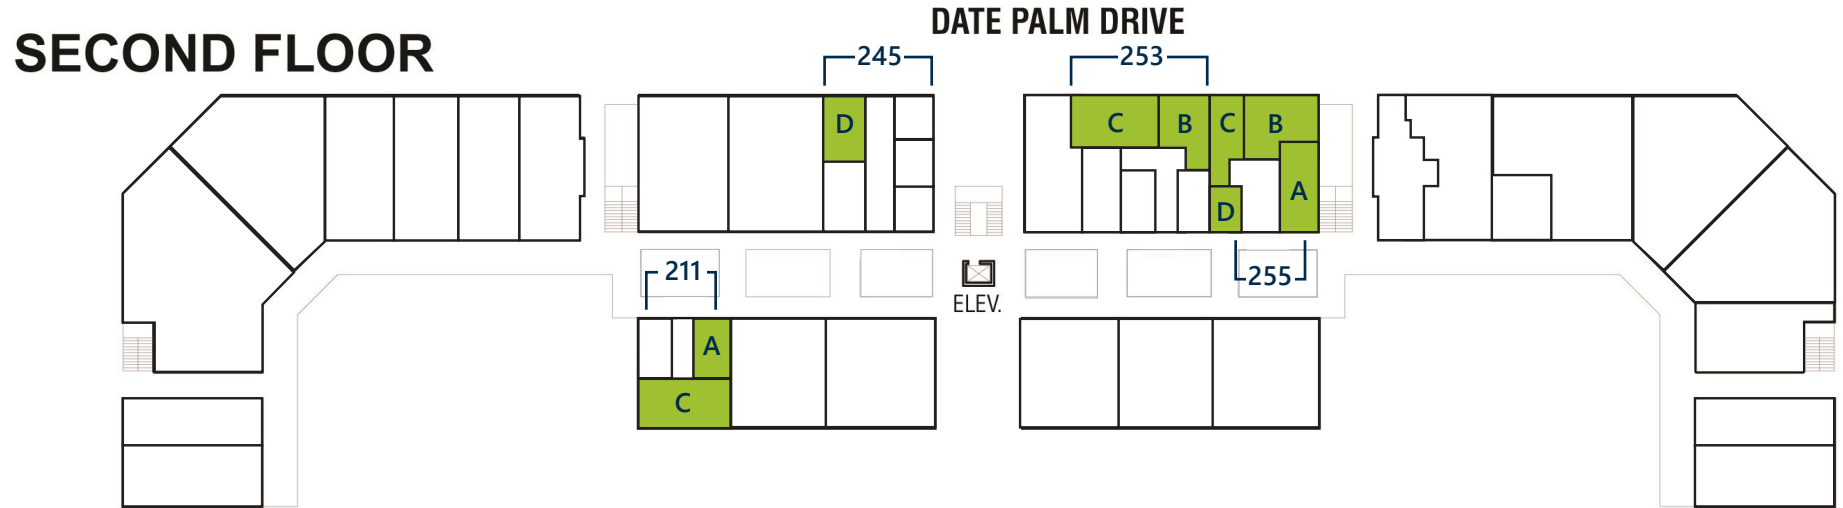 DATE PALM DRIVE
SECOND FLOOR
245
253
D
C
B
C
B
A
D
211
255
ELEV.
A
C